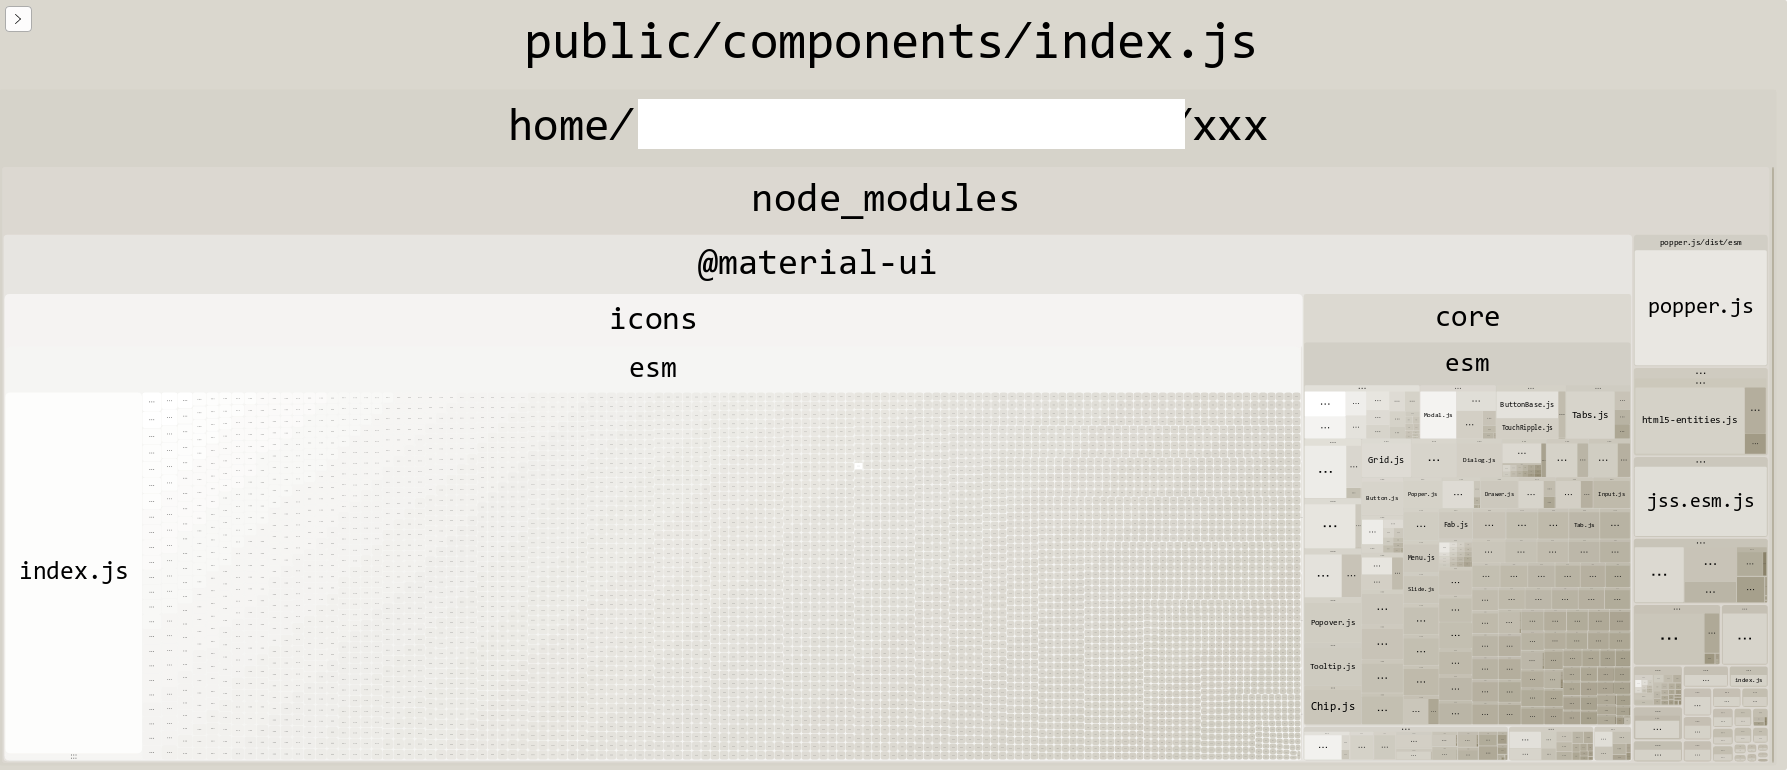 public/components/index.js
home/ /xxx
node_modules
@material-ui
popper.js/dist/esm
popper.js
icons
core
esm
esm
index.js
Modal.js
ButtonBase.js
TouchRipple.js
Tabs.js
Grid.js
Dialog.js
Button.js
Popper.js
Drawer.js
Input.js
Fab.js
Tab.js
Menu.js
Slide.js
Popover.js
Tooltip.js
Chip.js
html5-entities.js
jss.esm.js
index.js